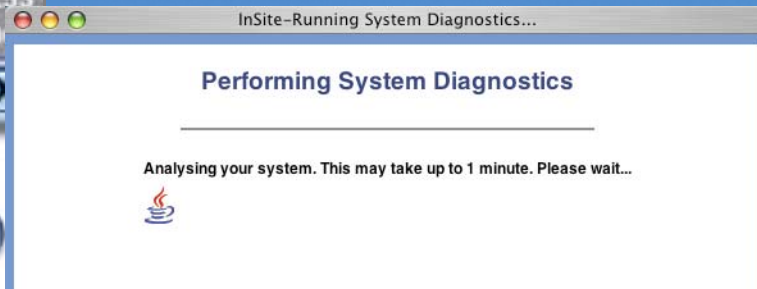 InSite-Running System Diagnostics...
Performing System Diagnostics
Analysing your system. This may take up to 1 minute. Please wait...